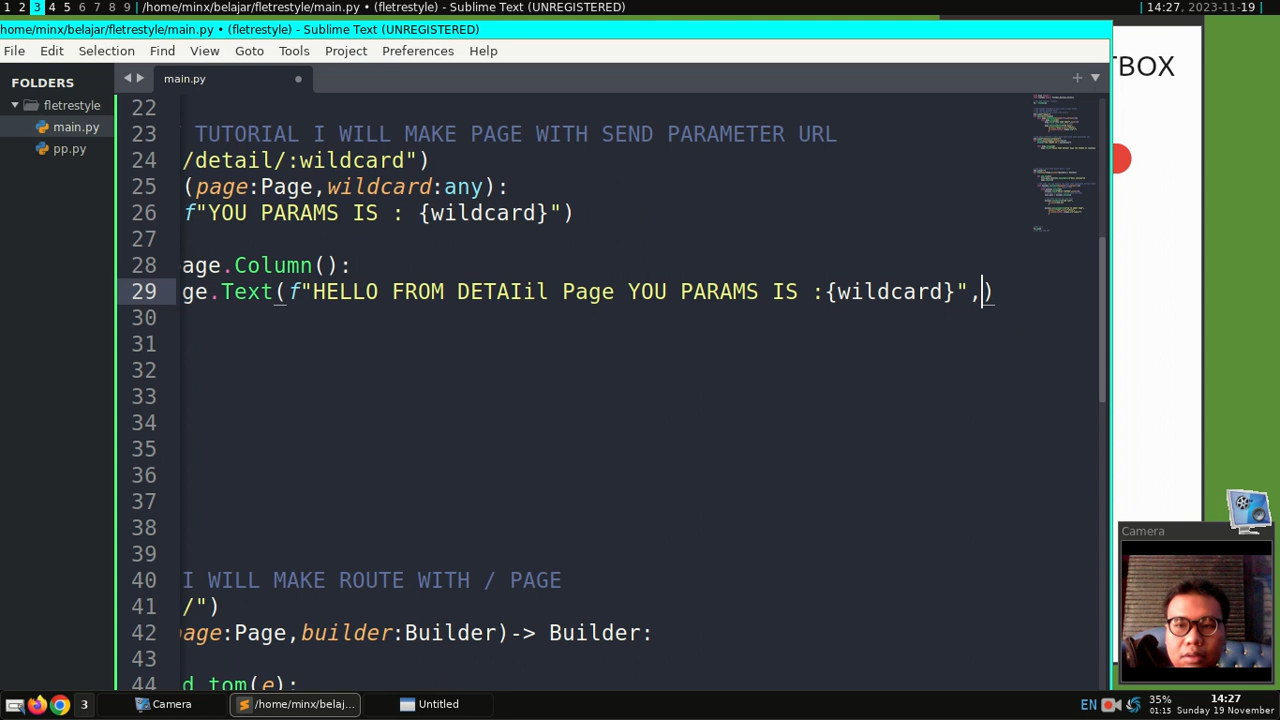 1 2 3 4 5 6 7 8 9 | /home/minx/belajar/fletrestyle/main.py • (fletrestyle) - Sublime Text (UNREGISTERED) | 14:27, 2023-11-19 |
home/minx/belajar/fletrestyle/main.py • (fletrestyle) - Sublime Text (UNREGISTERED)
File Edit Selection Find View Goto Tools Project Preferences Help
TBOX
FOLDERS
fletrestyle
main.py
pp.py
main.py
22
23 TUTORIAL I WILL MAKE PAGE WITH SEND PARAMETER URL
24 /detail/:wildcard")
25 (page:Page,wildcard:any):
26 f"YOU PARAMS IS : {wildcard}")
27
28 age.Column():
29 ge.Text(f"HELLO FROM DETAIil Page YOU PARAMS IS :{wildcard}",)
30
31
32
33
34
35
36
37
38
39
40 I WILL MAKE ROUTE WITH / PAGE
41 /")
42 page:Page,builder:Builder)-> Builder:
43
44 d_tom(e):
Camera
3 Camera /home/minx/belaj... Untitled
EN 35% 01:15 14:27 Sunday 19 November